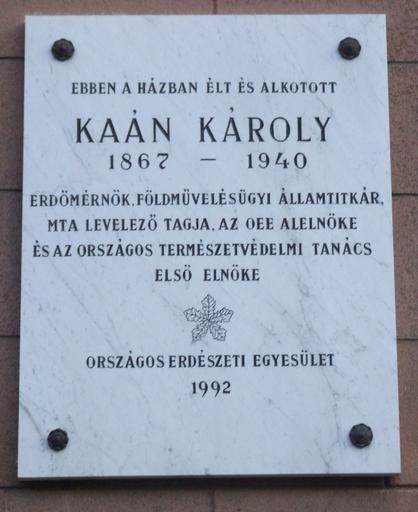 EBBEN A HÁZBAN ÉLT ÉS ALKOTOTT
KAÁN KÁROLY
1867 – 1940
ERDŐMÉRNÖK, FÖLDMŰVELÉSÜGYI ÁLLAMTITKÁR,
MTA LEVELEZŐ TAGJA, AZ OEE ALELNÖKE
ÉS AZ ORSZÁGOS TERMÉSZETVÉDELMI TANÁCS
ELSŐ ELNÖKE
ORSZÁGOS ERDÉSZETI EGYESÜLET
1992